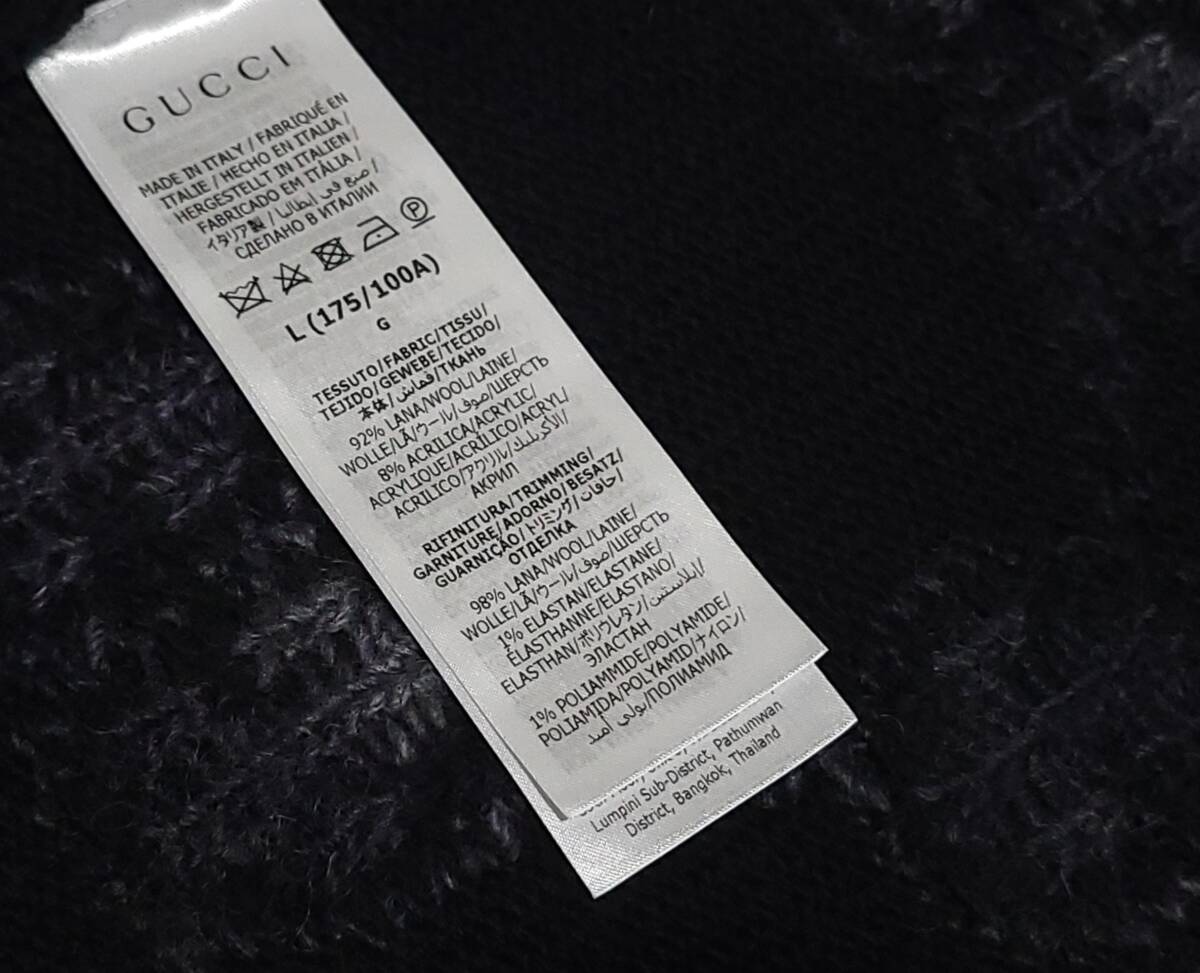 GUCCI
MADE IN ITALY / FABRIQUÉ EN
ITALIE / HECHO EN ITALIA /
HERGESTELLT IN ITALIEN /
FABRICADO EM ITÁLIA /
イタリア製 / صنع في ايطاليا /
СДЕЛАНО В ИТАЛИИ
P
L (175/100A)
G
TESSUTO/FABRIC/TISSU/
TEJIDO/GEWEBE/TECIDO/
本体/قماش/ТКАНЬ
92% LANA/WOOL/LAINE/
WOLLE/LÃ/ウール/صوف/ШЕРСТЬ
8% ACRILICA/ACRYLIC/
ACRYLIQUE/ACRÍLICO/ACRYL/
ACRILICO/アクリル/الأكريليك/
АКРИЛ
RIFINITURA/TRIMMING/
GARNITURE/ADORNO/BESATZ/
GUARNIÇÃO/トリミング/حافات/
ОТДЕЛКА
98% LANA/WOOL/LAINE/
WOLLE/LÃ/ウール/صوف/ШЕРСТЬ
1% ELASTAN/ELASTANE/
ÉLASTHANNE/ELASTANO/
ELASTHAN/ポリウレタン/إيلاستين/
ЭЛАСТАН
1% POLIAMMIDE/POLYAMIDE/
POLIAMIDA/POLYAMID/ナイロン/
بولي أميد/ПОЛИАМИД
Lumpini Sub-District, Pathumwan
District, Bangkok, Thailand